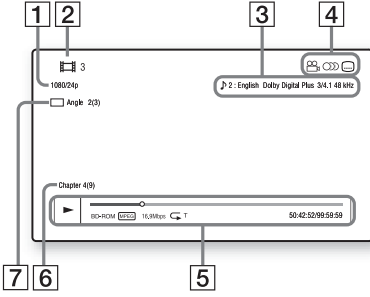 1 2 3 4
3
1080/24p
♪ 2 : English Dolby Digital Plus 3/4.1 48 kHz
Angle 2(3)
Chapter 4(9)
BD-ROM MPEG 16,9Mbps T 50:42:52/99:59:59
7 6 5